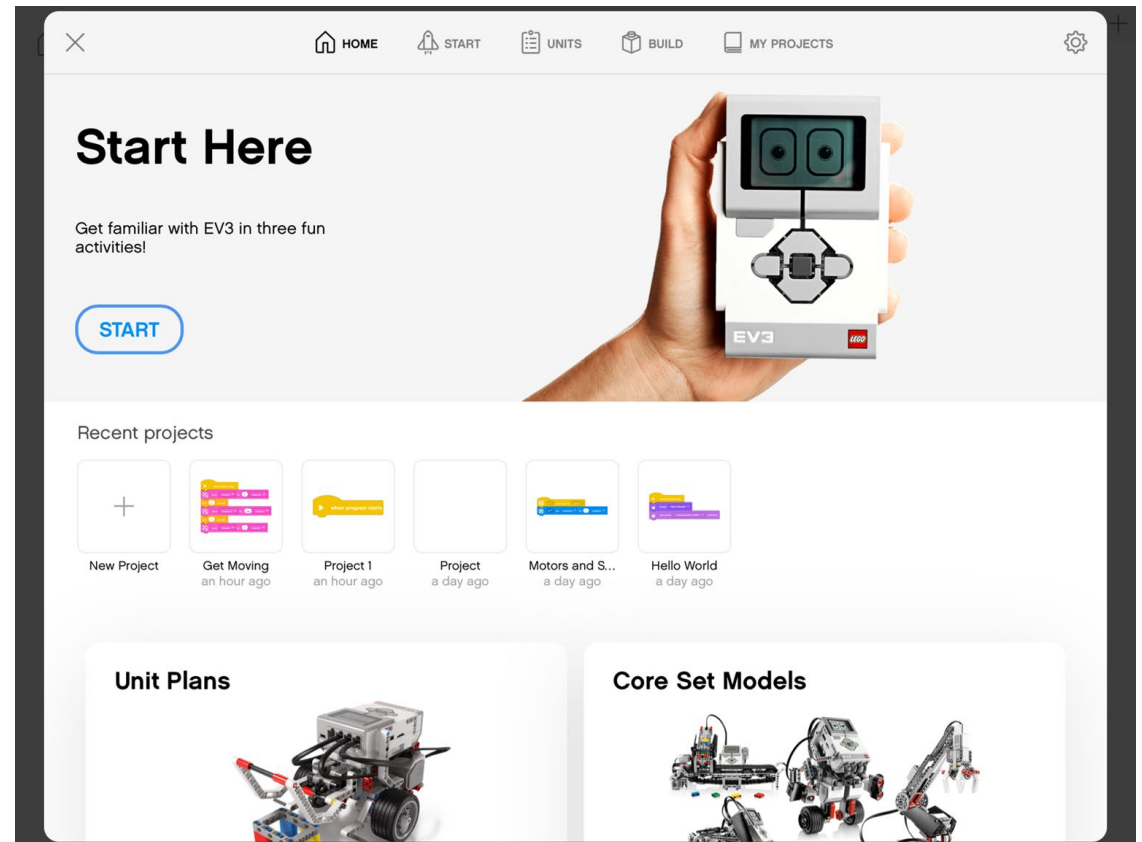 HOME
START
UNITS
BUILD
MY PROJECTS
Start Here
Get familiar with EV3 in three fun
activities!
START
EV3
LEGO
Recent projects
when program starts
New Project
Get Moving
an hour ago
Project 1
an hour ago
Project
a day ago
Motors and S...
a day ago
Hello World
a day ago
Unit Plans
Core Set Models